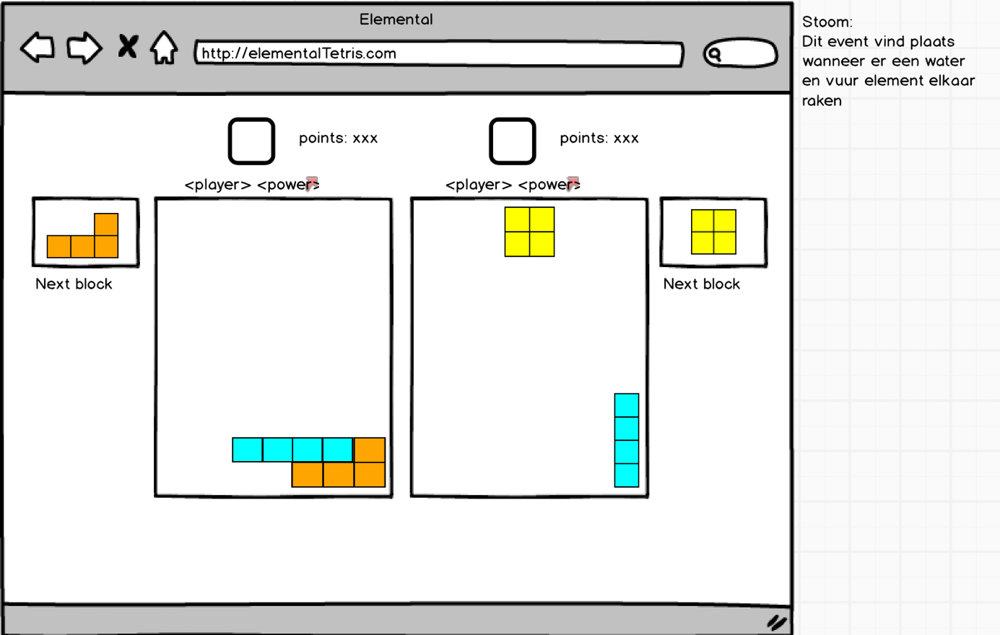 Elemental
http://elementalTetris.com
Stoom:
Dit event vind plaats
wanneer er een water
en vuur element elkaar
raken
points: xxx
points: xxx
<player> <power>
<player> <power>
Next block
Next block